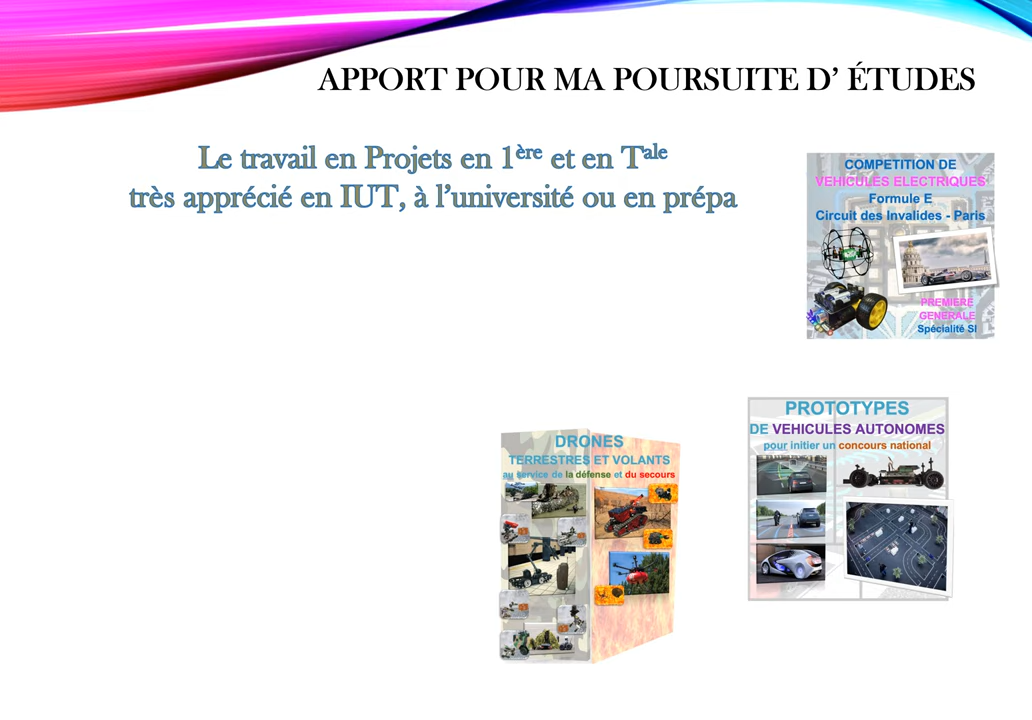 APPORT POUR MA POURSUITE D’ ÉTUDES
Le travail en Projets en 1ère et en Tale
très apprécié en IUT, à l’université ou en prépa
COMPETITION DE
VEHICULES ELECTRIQUES
Formule E
Circuit des Invalides - Paris
PREMIERE
GENERALE
Spécialité SI
PROTOTYPES
DE VEHICULES AUTONOMES
pour initier un concours national
DRONES
TERRESTRES ET VOLANTS
au service de la défense et du secours